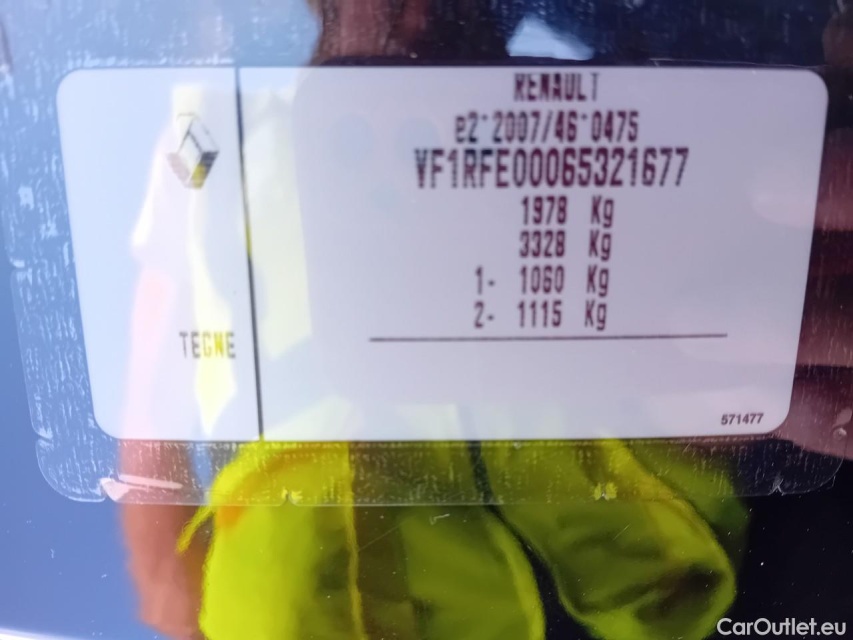 RENAULT
e2*2007/46*0475
VF1RFE00065321677
1978 Kg
3328 Kg
1- 1060 Kg
2- 1115 Kg
TEGNE
571477
CarOutlet.eu